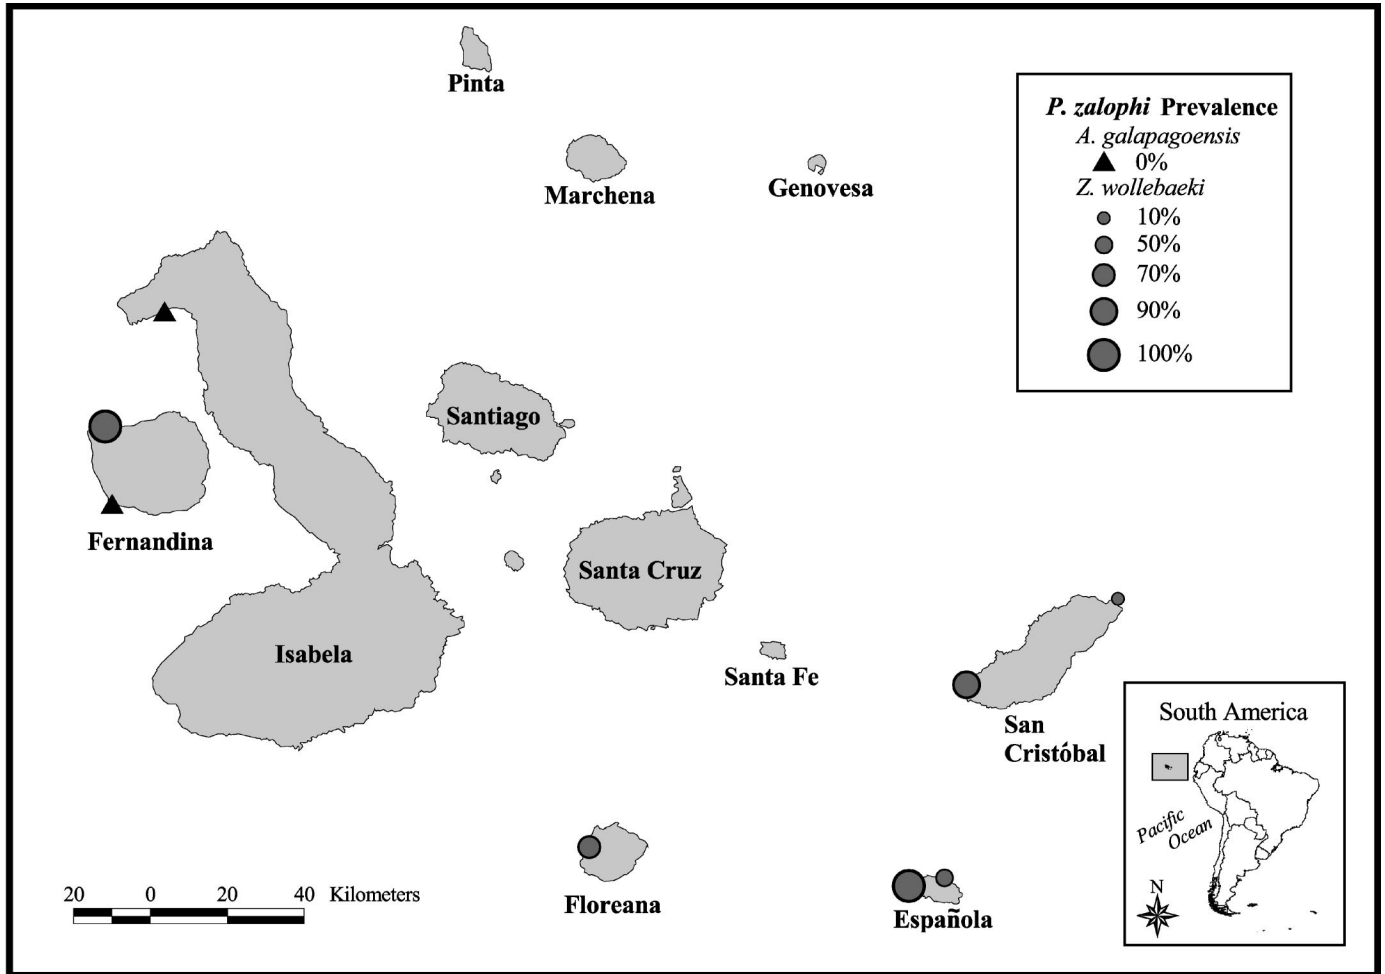 Pinta
Marchena
Genovesa
P. zalophi Prevalence
A. galapagoensis
0%
Z. wollebaeki
10%
50%
70%
90%
100%
Santiago
Fernandina
Santa Cruz
Isabela
Santa Fe
San
Cristóbal
Floreana
Española
20 0 20 40 Kilometers
South America
Pacific
Ocean
N